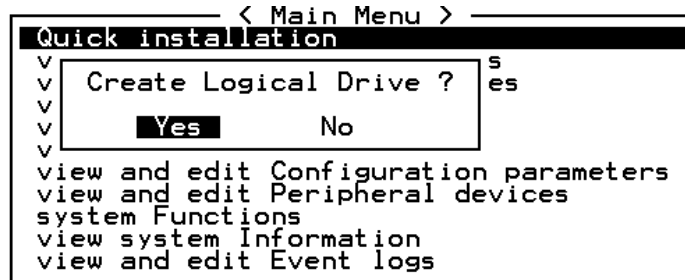 < Main Menu >
Quick installation
v s
Create Logical Drive ?
v es
v
Yes No
v
v
view and edit Configuration parameters
view and edit Peripheral devices
system Functions
view system Information
view and edit Event logs